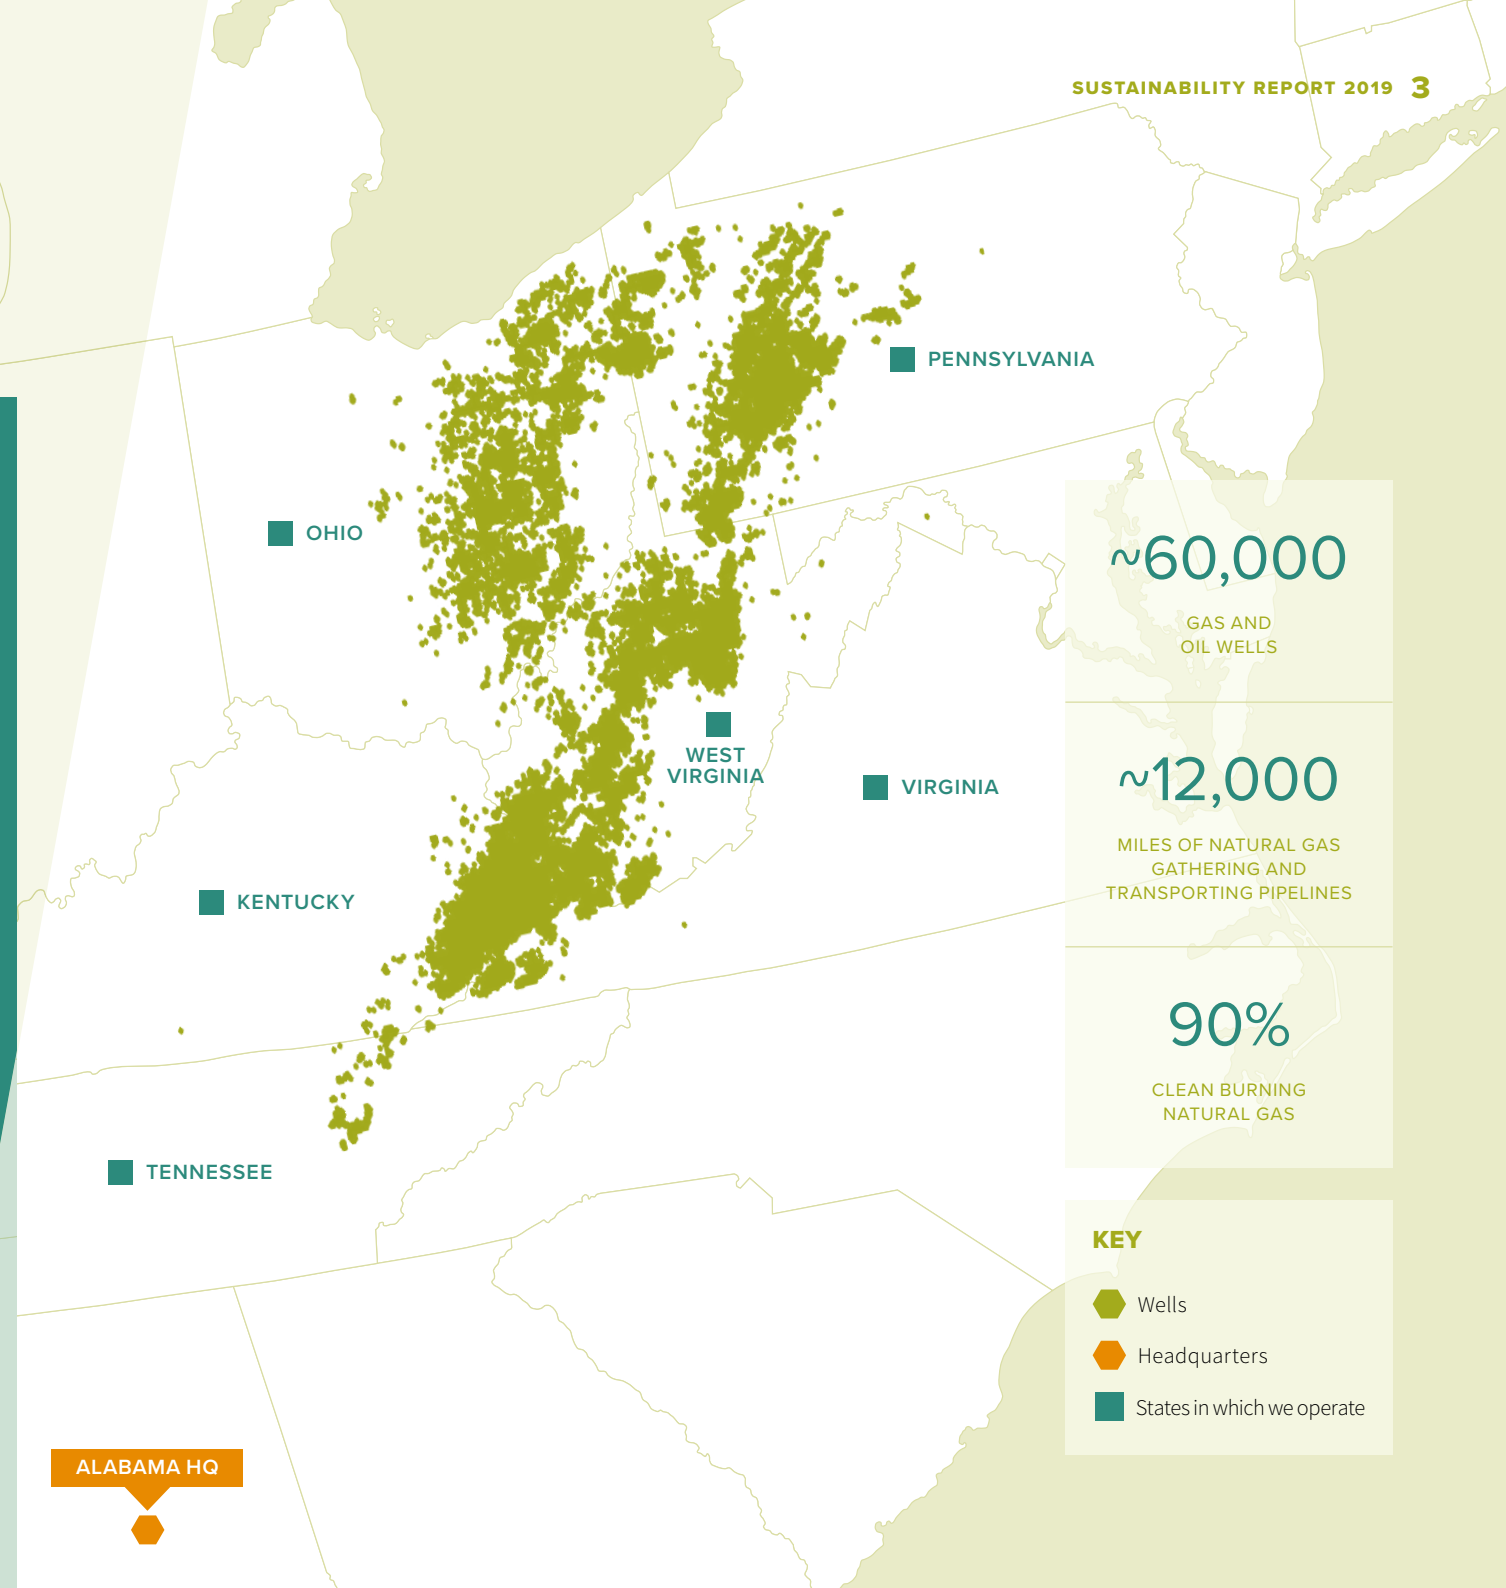 SUSTAINABILITY REPORT 2019 3
PENNSYLVANIA
OHIO
WEST
VIRGINIA
VIRGINIA
KENTUCKY
TENNESSEE
ALABAMA HQ
~60,000
GAS AND
OIL WELLS
~12,000
MILES OF NATURAL GAS
GATHERING AND
TRANSPORTING PIPELINES
90%
CLEAN BURNING
NATURAL GAS
KEY
Wells
Headquarters
States in which we operate